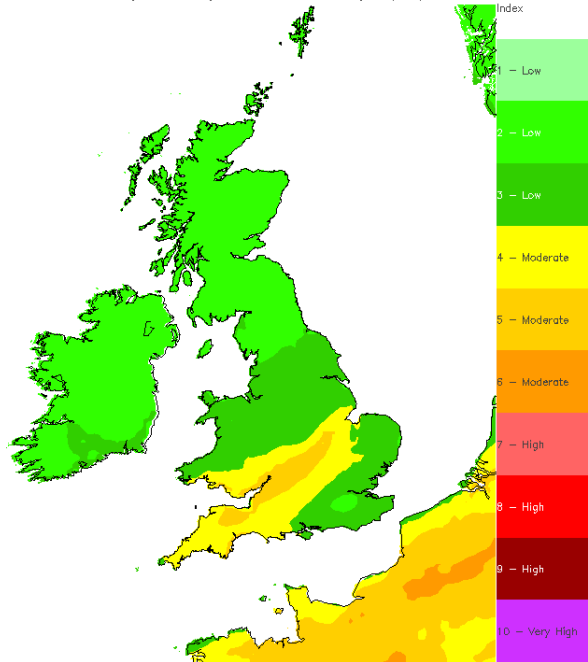 Index
1 - Low
2 - Low
3 - Low
4 - Moderate
5 - Moderate
6 - Moderate
7 - High
8 - High
9 - High
10 - Very High